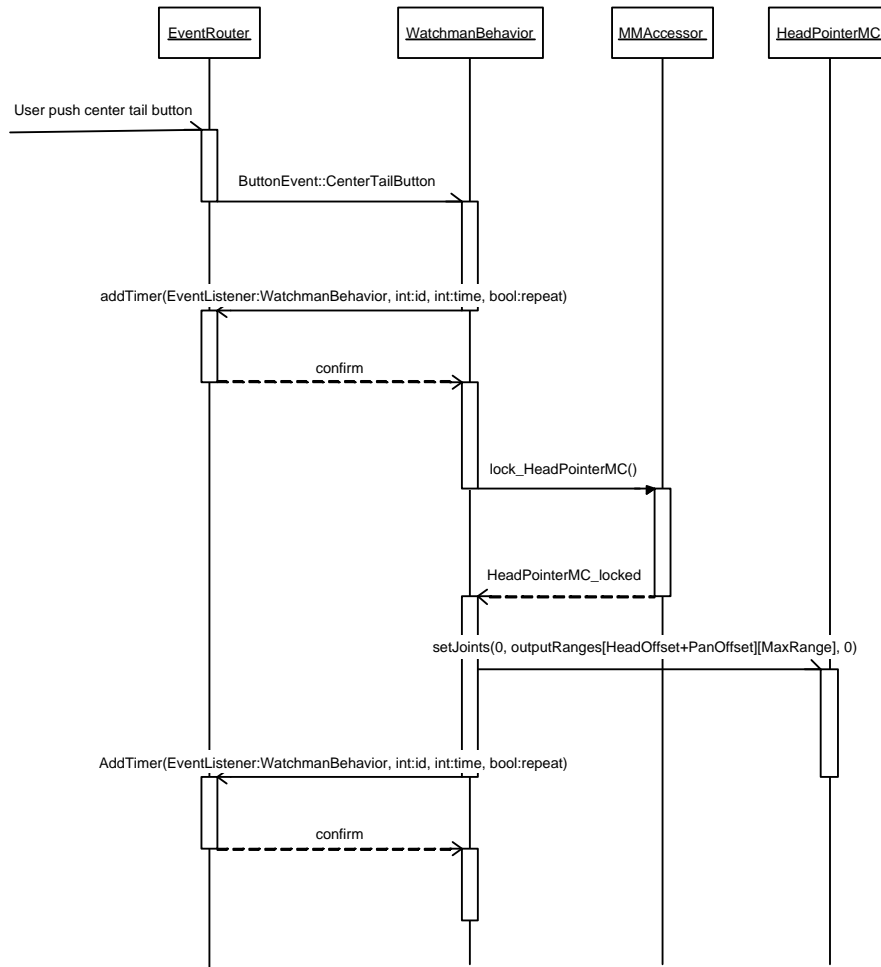 EventRouter
WatchmanBehavior
MMAccessor
HeadPointerMC
User push center tail button
ButtonEvent::CenterTailButton
addTimer(EventListener:WatchmanBehavior, int:id, int:time, bool:repeat)
confirm
lock_HeadPointerMC()
HeadPointerMC_locked
setJoints(0, outputRanges[HeadOffset+PanOffset][MaxRange], 0)
AddTimer(EventListener:WatchmanBehavior, int:id, int:time, bool:repeat)
confirm